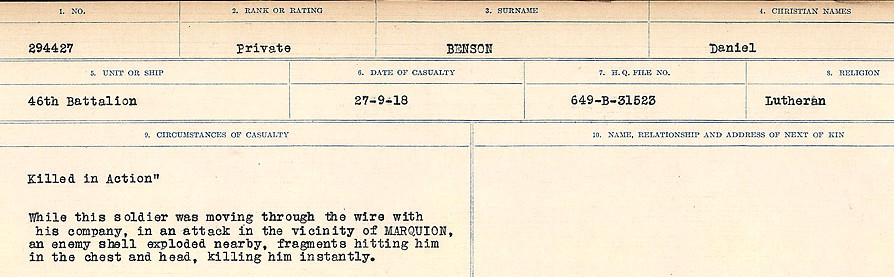 1. NO. 2. RANK OR RATING 3. SURNAME 4. CHRISTIAN NAMES
294427 Private BENSON Daniel
5. UNIT OR SHIP 6. DATE OF CASUALTY 7. H.Q. FILE NO. 8. RELIGION
46th Battalion 27-9-18 649-B-31523 Lutheran
9. CIRCUMSTANCES OF CASUALTY 10. NAME, RELATIONSHIP AND ADDRESS OF NEXT OF KIN
Killed in Action"
While this soldier was moving through the wire with
his company, in an attack in the vicinity of MARQUION,
an enemy shell exploded nearby, fragments hitting him
in the chest and head, killing him instantly.